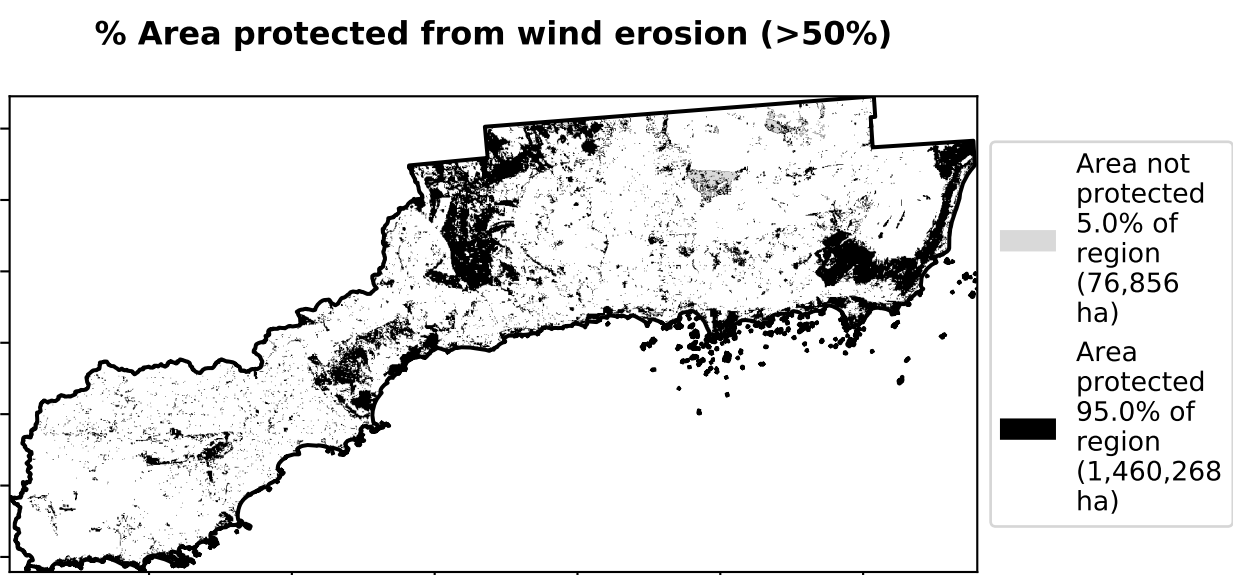 % Area protected from wind erosion (>50%)
Area not
protected
5.0% of
region
(76,856
ha)
Area
protected
95.0% of
region
(1,460,268
ha)